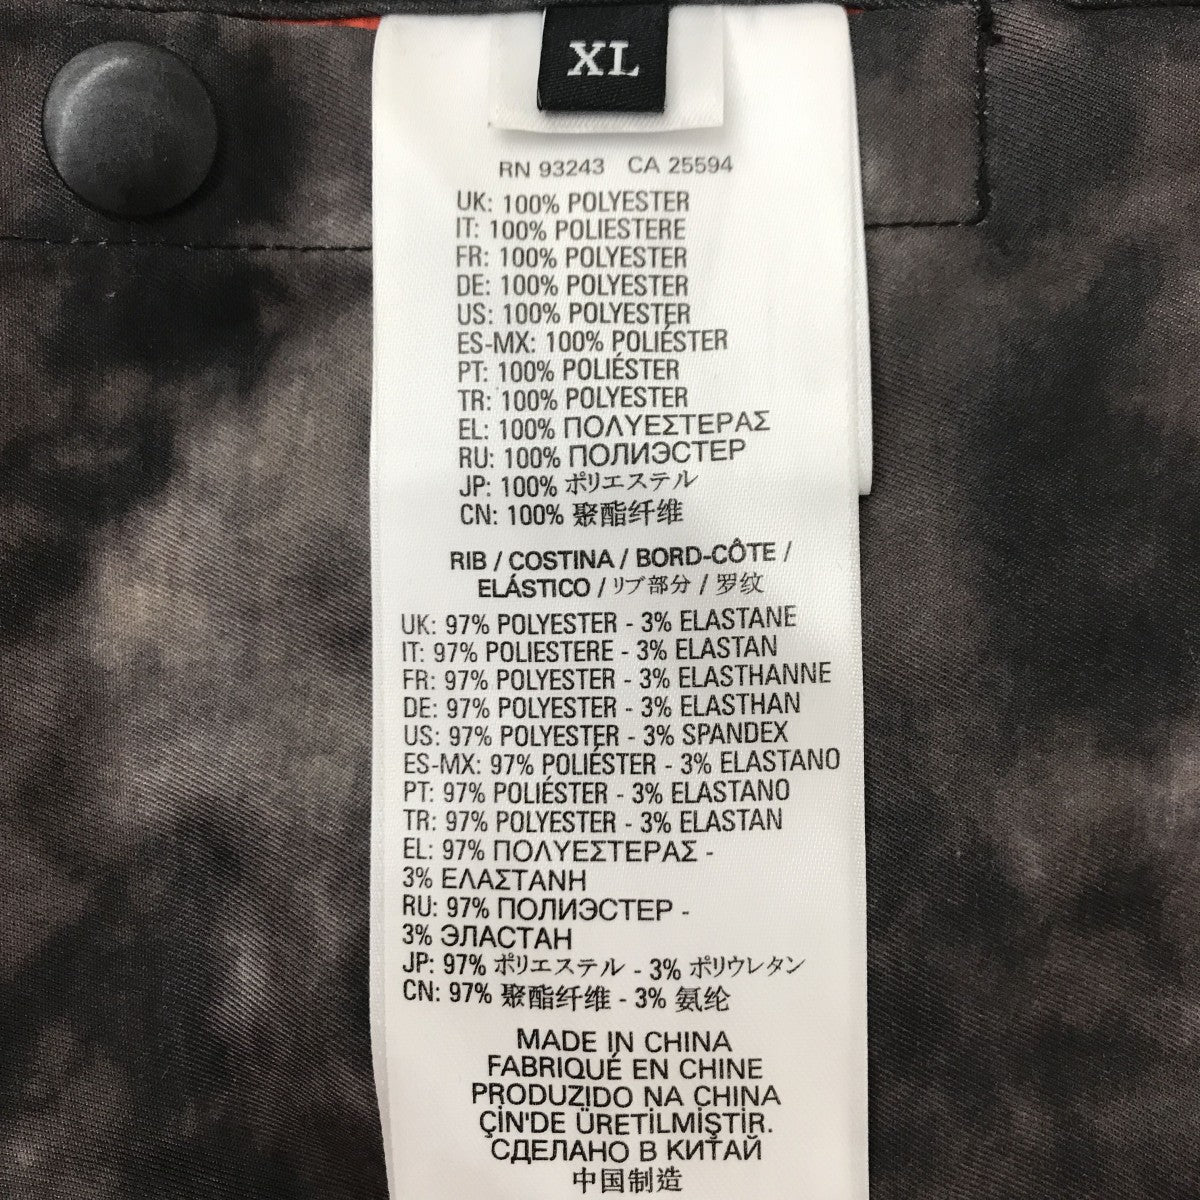 XL
RN 93243 CA 25594
UK: 100% POLYESTER
IT: 100% POLIESTERE
FR: 100% POLYESTER
DE: 100% POLYESTER
US: 100% POLYESTER
ES-MX: 100% POLIÉSTER
PT: 100% POLIÉSTER
TR: 100% POLYESTER
EL: 100% ΠΟΛΥΕΣΤΕΡΑΣ
RU: 100% ПОЛИЭСТЕР
JP: 100% ポリエステル
CN: 100% 聚酯纤维
RIB / COSTINA / BORD-CÔTE /
ELÁSTICO / リブ部分 / 罗纹
UK: 97% POLYESTER - 3% ELASTANE
IT: 97% POLIESTERE - 3% ELASTAN
FR: 97% POLYESTER - 3% ELASTHANNE
DE: 97% POLYESTER - 3% ELASTHAN
US: 97% POLYESTER - 3% SPANDEX
ES-MX: 97% POLIÉSTER - 3% ELASTANO
PT: 97% POLIÉSTER - 3% ELASTANO
TR: 97% POLYESTER - 3% ELASTAN
EL: 97% ΠΟΛΥΕΣΤΕΡΑΣ -
3% ΕΛΑΣΤΑΝΗ
RU: 97% ПОЛИЭСТЕР -
3% ЭЛАСТАН
JP: 97% ポリエステル - 3% ポリウレタン
CN: 97% 聚酯纤维 - 3% 氨纶
MADE IN CHINA
FABRIQUÉ EN CHINE
PRODUZIDO NA CHINA
ÇİN'DE ÜRETİLMİŞTİR.
СДЕЛАНО В КИТАЙ
中国制造